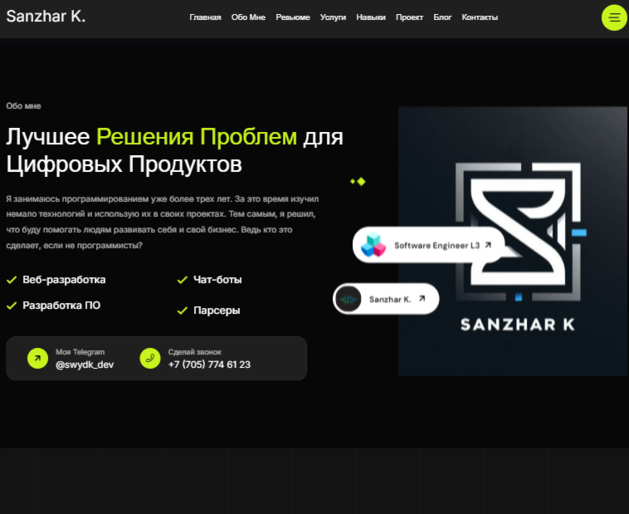 Sanzhar K.
Главная Обо Мне Резьюме Услуги Навыки Проект Блог Контакты
Обо мне
Лучшее Решения Проблем для
Цифровых Продуктов
Я занимаюсь программированием уже более трех лет. За это время изучил
немало технологий и использую их в своих проектах. Тем самым, я решил,
что буду помогать людям развивать себя и свой бизнес. Ведь кто это
сделает, если не программисты?
Веб-разработка
Чат-боты
Разработка ПО
Парсеры
Моя Telegram
@swydk_dev
Сделай звонок
+7 (705) 774 61 23
Software Engineer L3
Sanzhar K.
SANZHAR K